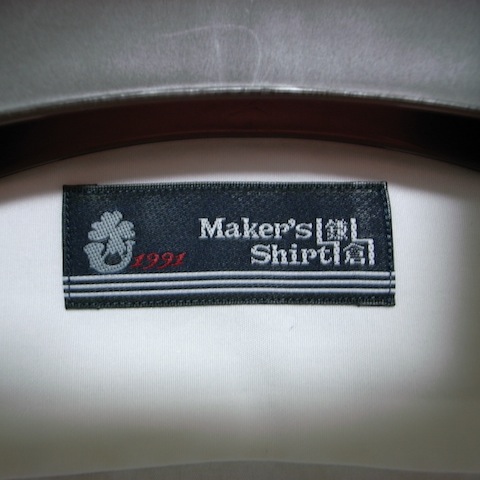 1991
Maker's 鎌
Shirt 倉